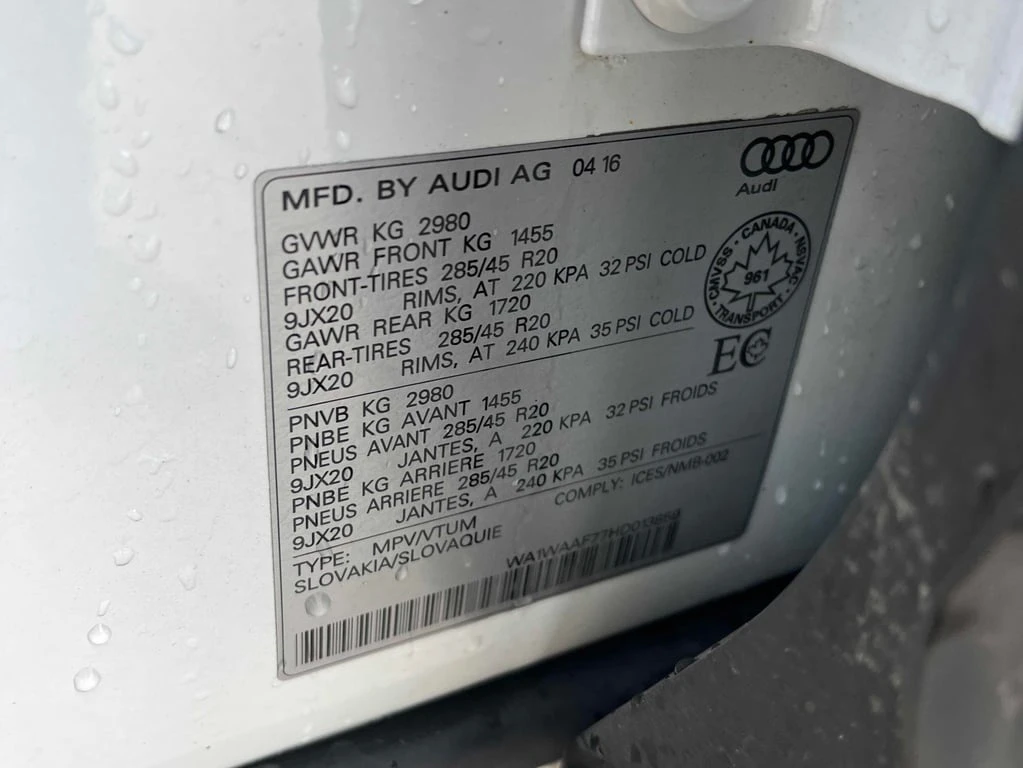 MFD. BY AUDI AG 04 16
Audi
GVWR KG 2980
GAWR FRONT KG 1455
FRONT-TIRES 285/45 R20
9JX20 RIMS, AT 220 KPA 32 PSI COLD
GAWR REAR KG 1720
REAR-TIRES 285/45 R20
9JX20 RIMS, AT 240 KPA 35 PSI COLD
CMVSS · CANADA · NSVAC · TRANSPORT ·
961
EC
PNVB KG 2980
PNBE KG AVANT 1455
PNEUS AVANT 285/45 R20
9JX20 JANTES, A 220 KPA 32 PSI FROIDS
PNBE KG ARRIERE 1720
PNEUS ARRIERE 285/45 R20
9JX20 JANTES, A 240 KPA 35 PSI FROIDS
TYPE: MPV/VTUM COMPLY: ICES/NMB-002
SLOVAKIA/SLOVAQUIE
WA1WAAF77HD013659